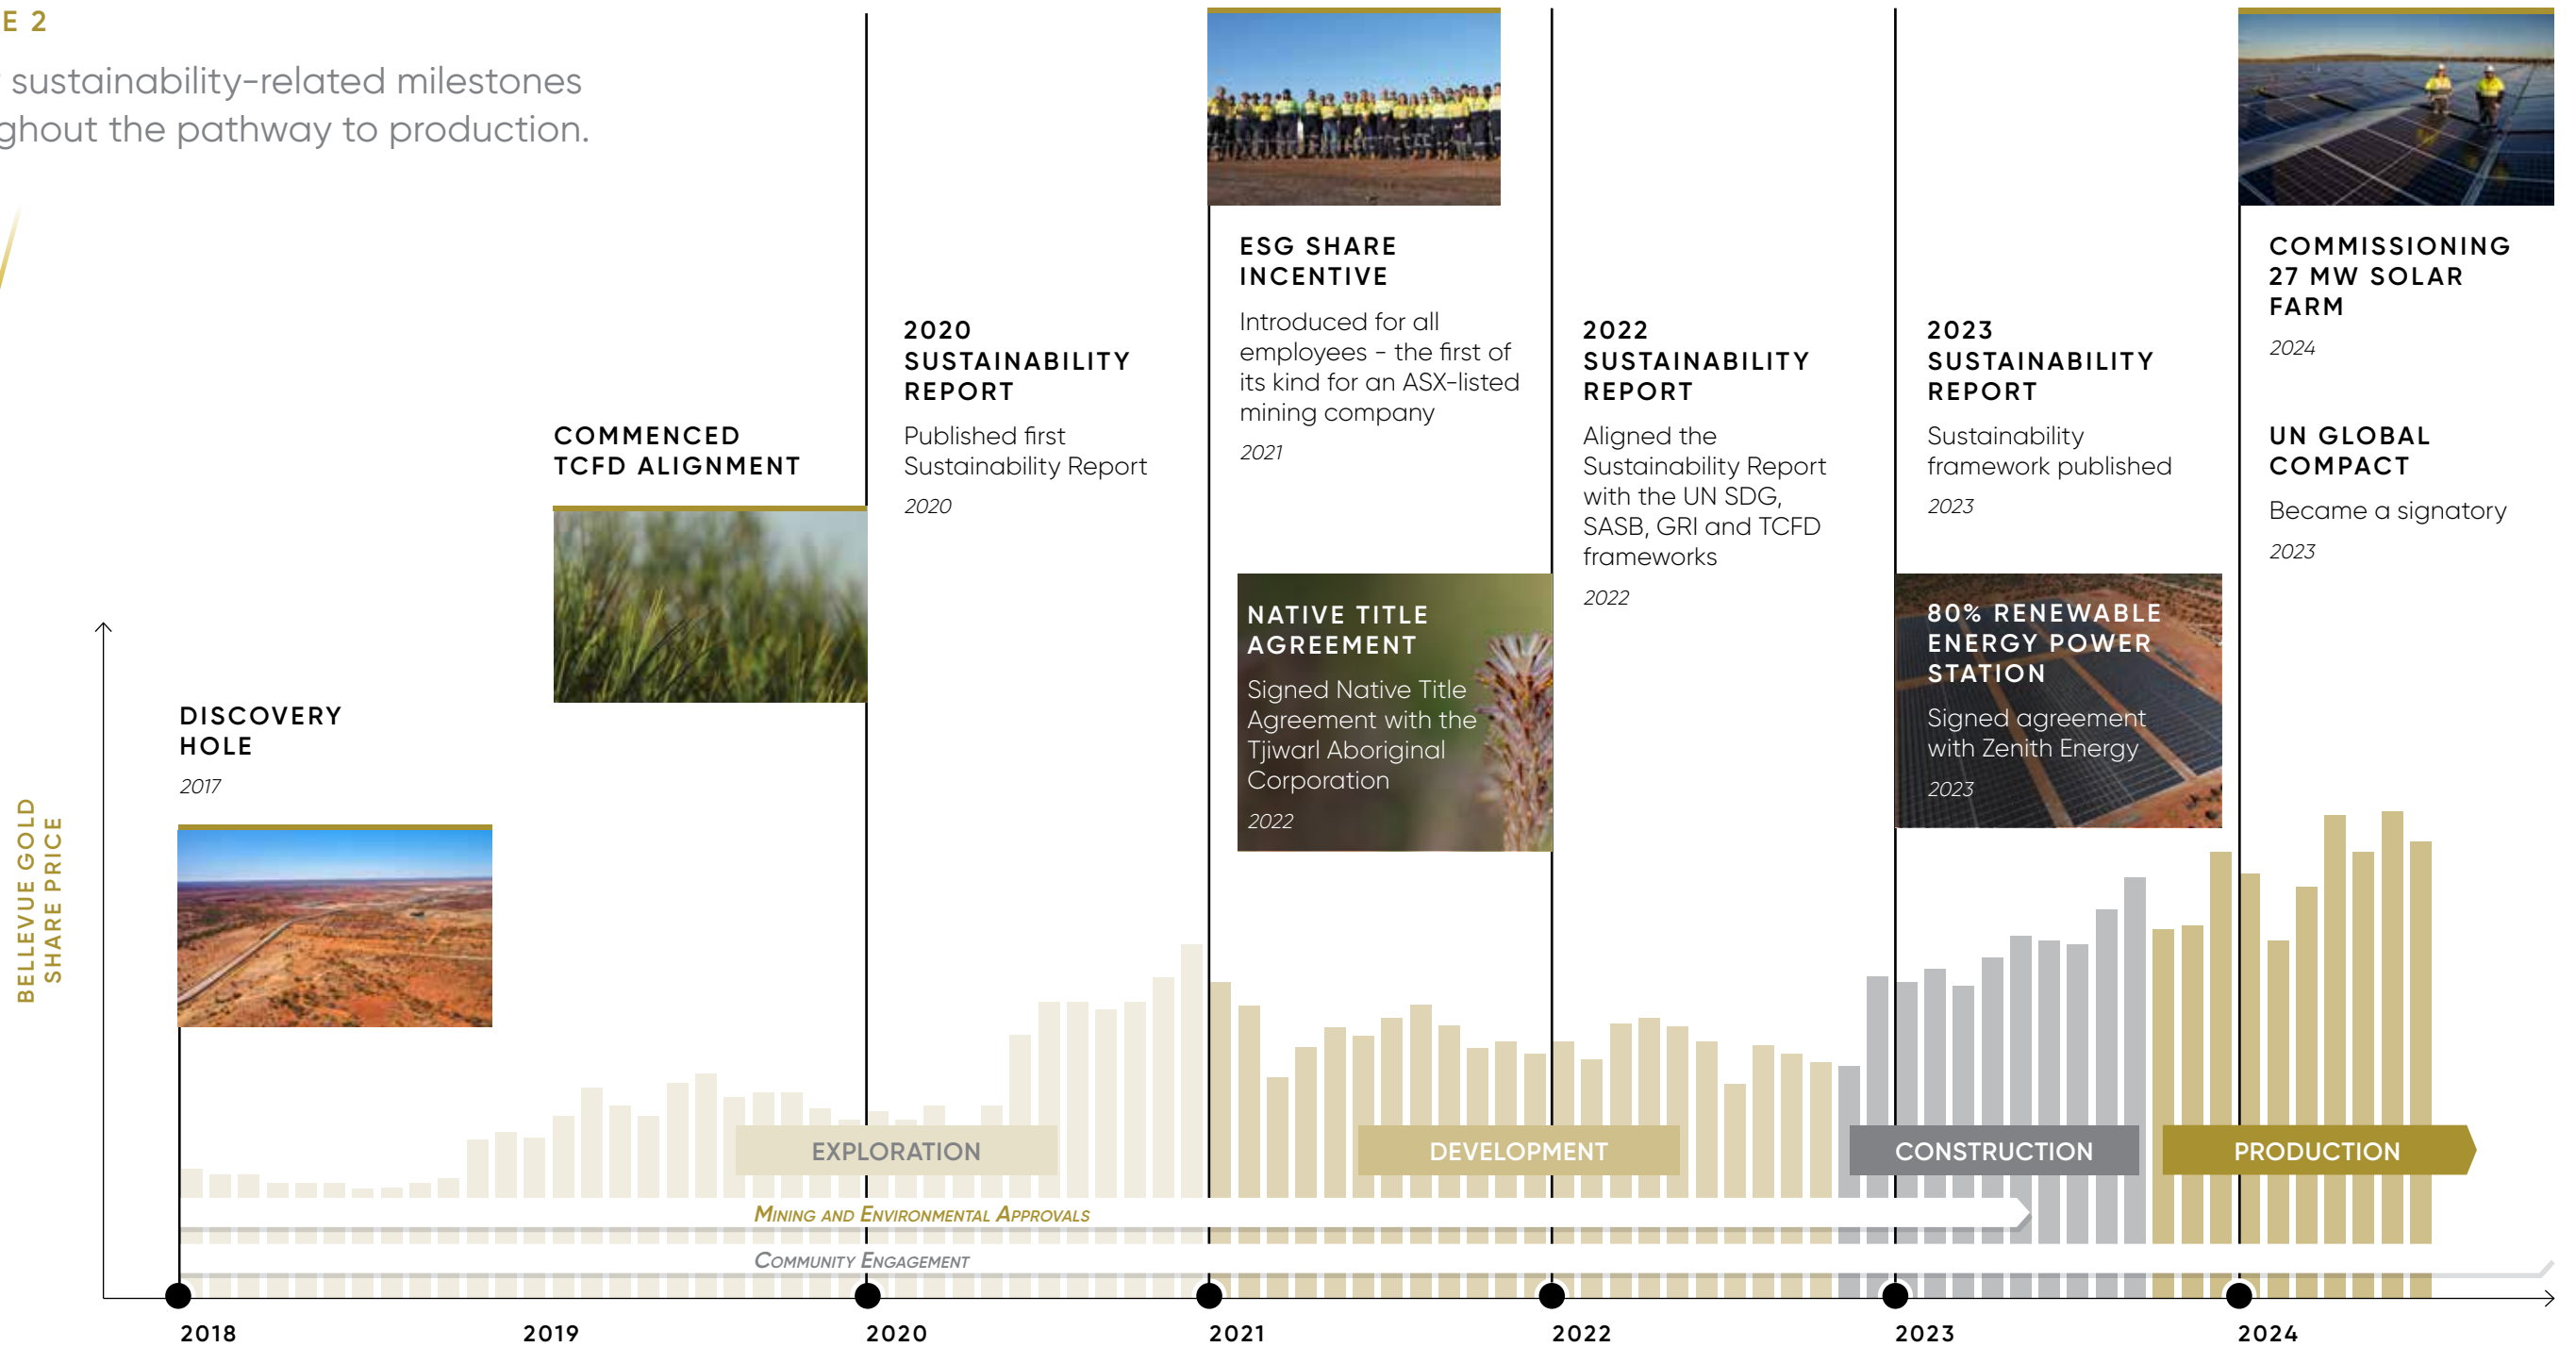 E 2
sustainability-related milestones
ghout the pathway to production.
BELLEVUE GOLD
SHARE PRICE
DISCOVERY
HOLE
2017
COMMENCED
TCFD ALIGNMENT
2020
SUSTAINABILITY
REPORT
Published first
Sustainability Report
2020
ESG SHARE
INCENTIVE
Introduced for all
employees - the first of
its kind for an ASX-listed
mining company
2021
NATIVE TITLE
AGREEMENT
Signed Native Title
Agreement with the
Tjiwarl Aboriginal
Corporation
2022
2022
SUSTAINABILITY
REPORT
Aligned the
Sustainability Report
with the UN SDG,
SASB, GRI and TCFD
frameworks
2022
2023
SUSTAINABILITY
REPORT
Sustainability
framework published
2023
80% RENEWABLE
ENERGY POWER
STATION
Signed agreement
with Zenith Energy
2023
COMMISSIONING
27 MW SOLAR
FARM
2024
UN GLOBAL
COMPACT
Became a signatory
2023
EXPLORATION
DEVELOPMENT
CONSTRUCTION
PRODUCTION
MINING AND ENVIRONMENTAL APPROVALS
COMMUNITY ENGAGEMENT
2018
2019
2020
2021
2022
2023
2024